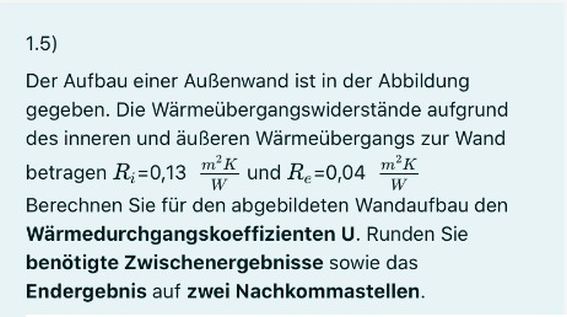 1.5)
Der Aufbau einer Außenwand ist in der Abbildung
gegeben. Die Wärmeübergangswiderstände aufgrund
des inneren und äußeren Wärmeübergangs zur Wand
betragen $R_i$=0,13 $\frac{m^2K}{W}$ und $R_e$=0,04 $\frac{m^2K}{W}$
Berechnen Sie für den abgebildeten Wandaufbau den
Wärmedurchgangskoeffizienten U. Runden Sie
benötigte Zwischenergebnisse sowie das
Endergebnis auf zwei Nachkommastellen.